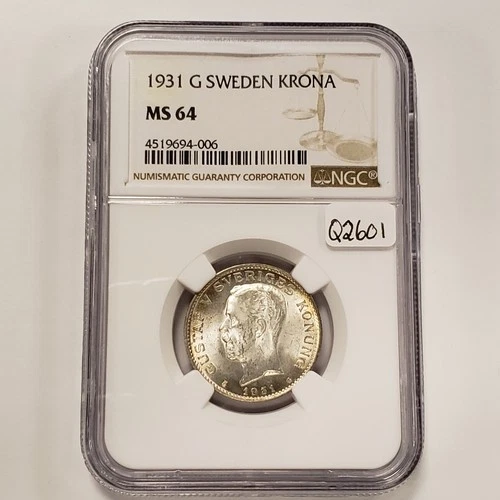 1931 G SWEDEN KRONA
MS 64
4519694-006
NUMISMATIC GUARANTY CORPORATION
NGC®
Q2601
GUSTAF V SVERIGES KONUNG
G 1931 G